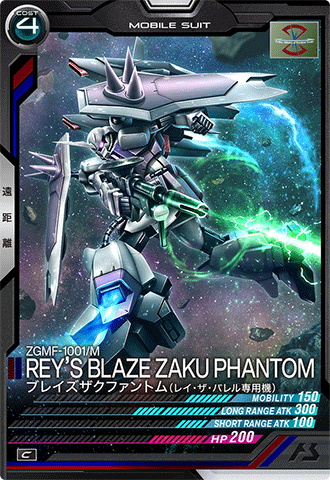 COST
4
MOBILE SUIT
遠距離
ZGMF-1001/M
REY'S BLAZE ZAKU PHANTOM
ブレイズザクファントム(レイ・ザ・バレル専用機)
MOBILITY 150
LONG RANGE ATK 300
SHORT RANGE ATK 100
HP 200
C